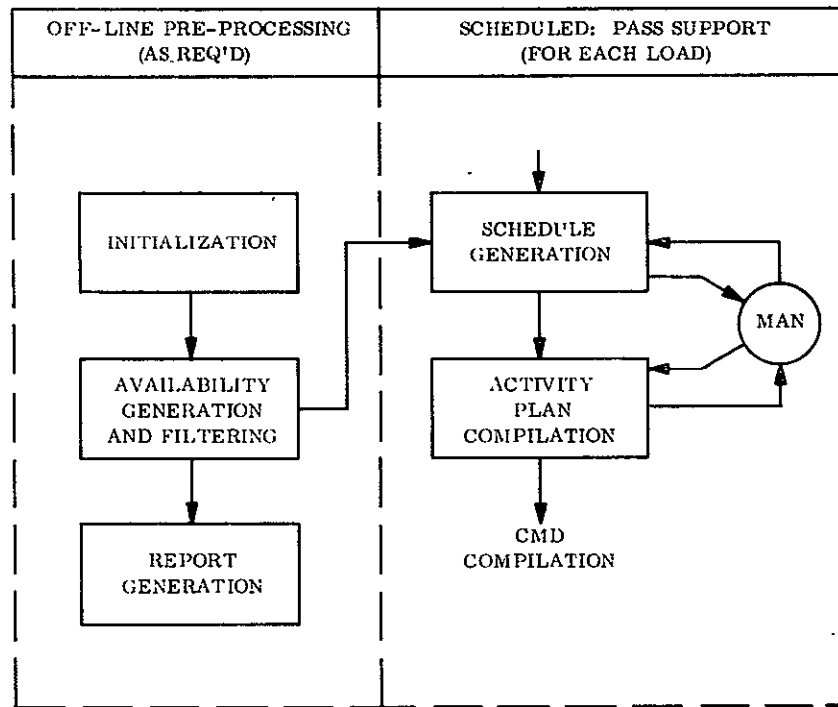 OFF-LINE PRE-PROCESSING
(AS REQ'D)
SCHEDULED: PASS SUPPORT
(FOR EACH LOAD)
INITIALIZATION
AVAILABILITY
GENERATION
AND FILTERING
REPORT
GENERATION
SCHEDULE
GENERATION
MAN
ACTIVITY
PLAN
COMPILATION
CMD
COMPILATION